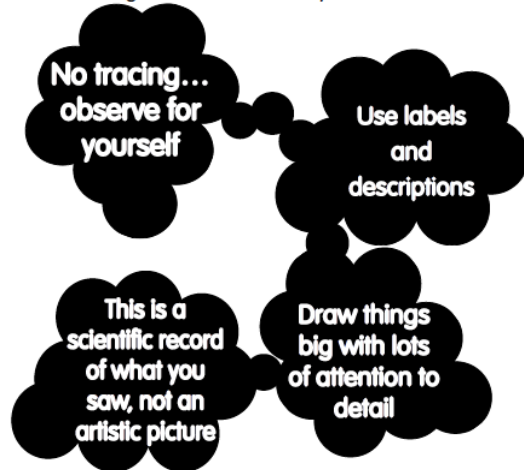 No tracing...
observe for
yourself
Use labels
and
descriptions
Draw things
big with lots
of attention to
detail
This is a
scientific record
of what you
saw, not an
artistic picture